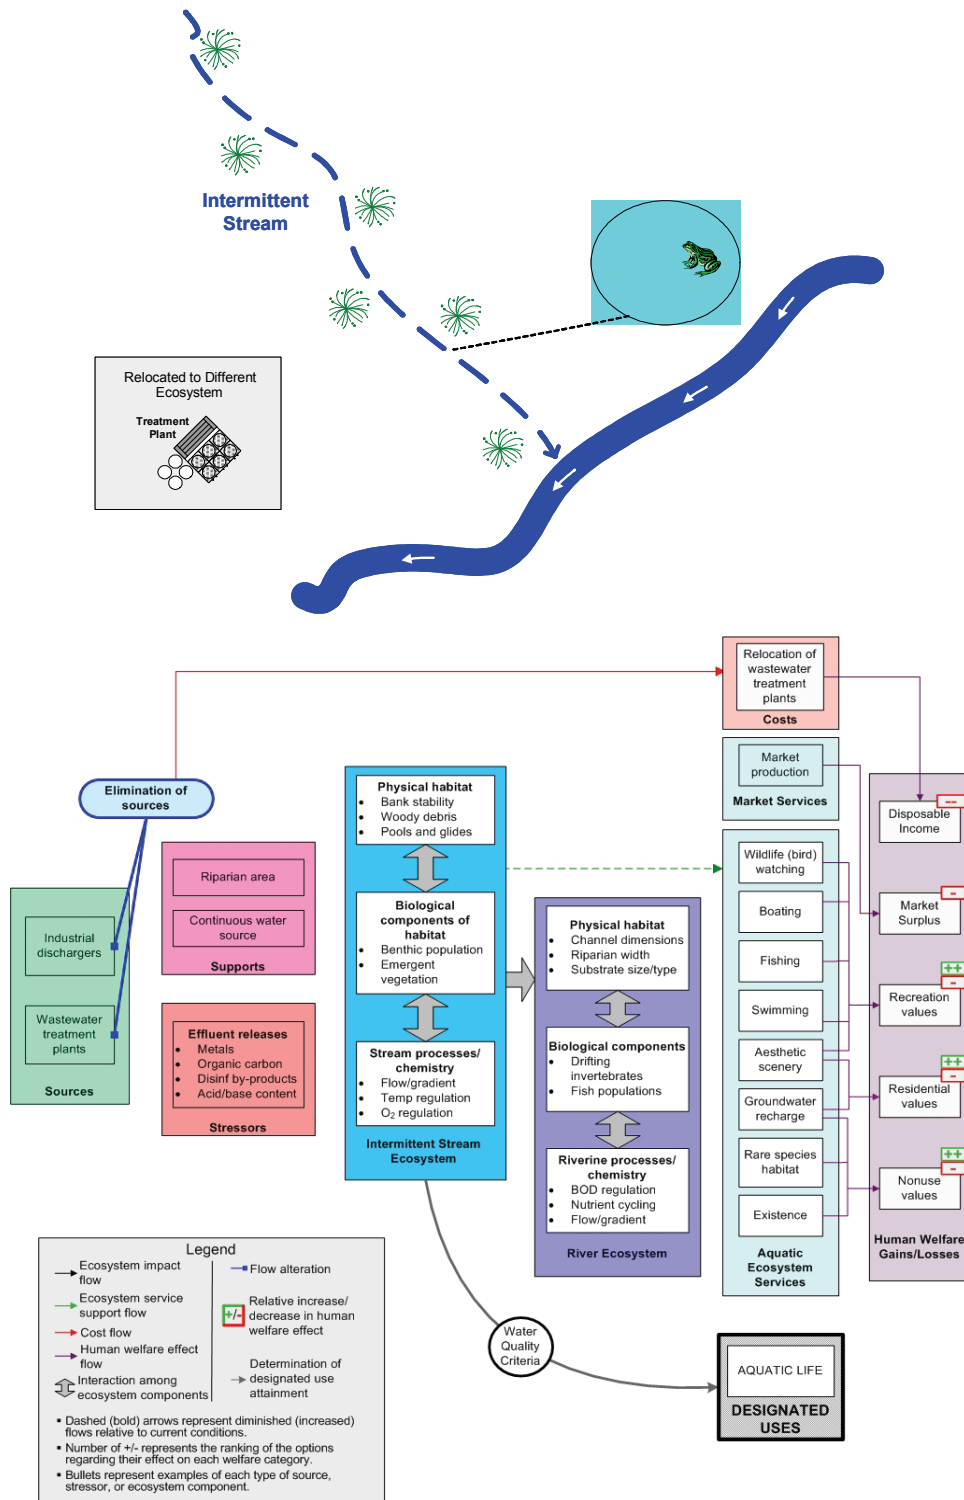 Intermittent
Stream
Relocated to Different
Ecosystem
Treatment
Plant
Relocation of
wastewater
treatment
plants
Costs
Market
production
Market Services
Elimination of
sources
Physical habitat
• Bank stability
• Woody debris
• Pools and glides
Disposable
Income
--
Wildlife (bird)
watching
Riparian area
Continuous water
source
Supports
Biological
components of
habitat
• Benthic population
• Emergent
vegetation
Industrial
dischargers
Wastewater
treatment
plants
Sources
Boating
Market
Surplus
-
Physical habitat
• Channel dimensions
• Riparian width
• Substrate size/type
Fishing
Recreation
values
++
-
Swimming
Effluent releases
• Metals
• Organic carbon
• Disinf by-products
• Acid/base content
Stressors
Stream processes/
chemistry
• Flow/gradient
• Temp regulation
• O2 regulation
Intermittent Stream
Ecosystem
Biological components
• Drifting
invertebrates
• Fish populations
Aesthetic
scenery
Residential
values
++
-
Groundwater
recharge
Rare species
habitat
Riverine processes/
chemistry
• BOD regulation
• Nutrient cycling
• Flow/gradient
River Ecosystem
Nonuse
values
++
-
Existence
Aquatic
Ecosystem
Services
Human Welfare
Gains/Losses
Legend
Ecosystem impact
flow
Ecosystem service
support flow
Cost flow
Human welfare effect
flow
Interaction among
ecosystem components
Flow alteration
+/-
Relative increase/
decrease in human
welfare effect
Determination of
designated use
attainment
▪ Dashed (bold) arrows represent diminished (increased)
flows relative to current conditions.
▪ Number of +/- represents the ranking of the options
regarding their effect on each welfare category.
▪ Bullets represent examples of each type of source,
stressor, or ecosystem component.
Water
Quality
Criteria
AQUATIC LIFE
DESIGNATED
USES